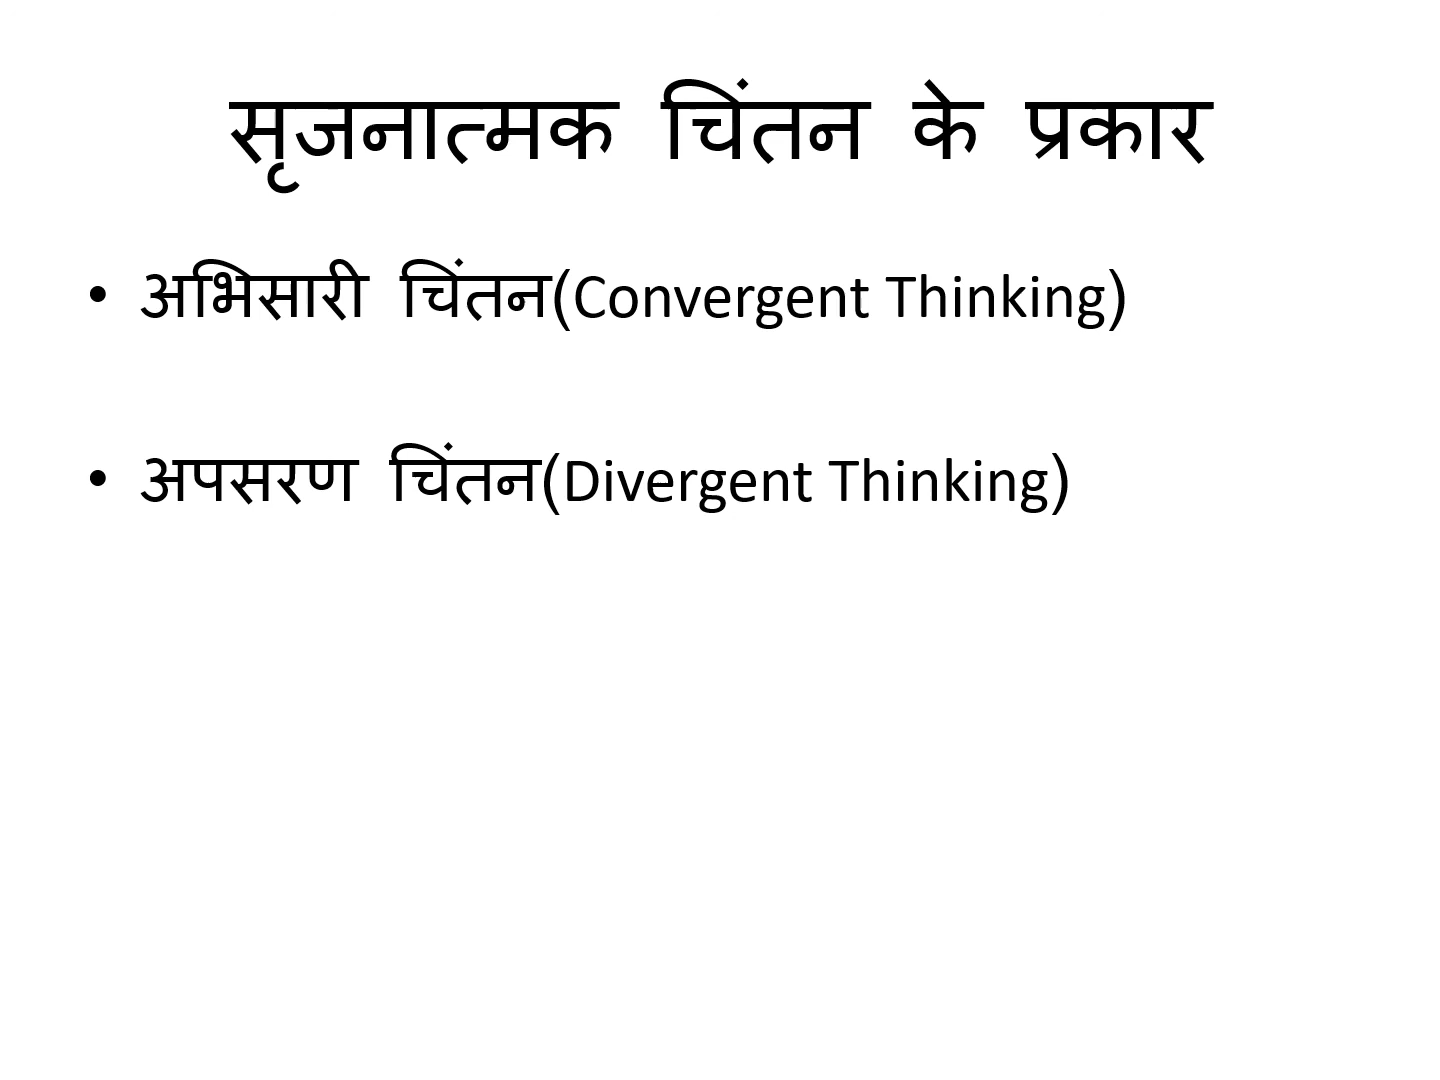 सृजनात्मक चिंतन के प्रकार
• अभिसारी चिंतन(Convergent Thinking)
• अपसरण चिंतन(Divergent Thinking)